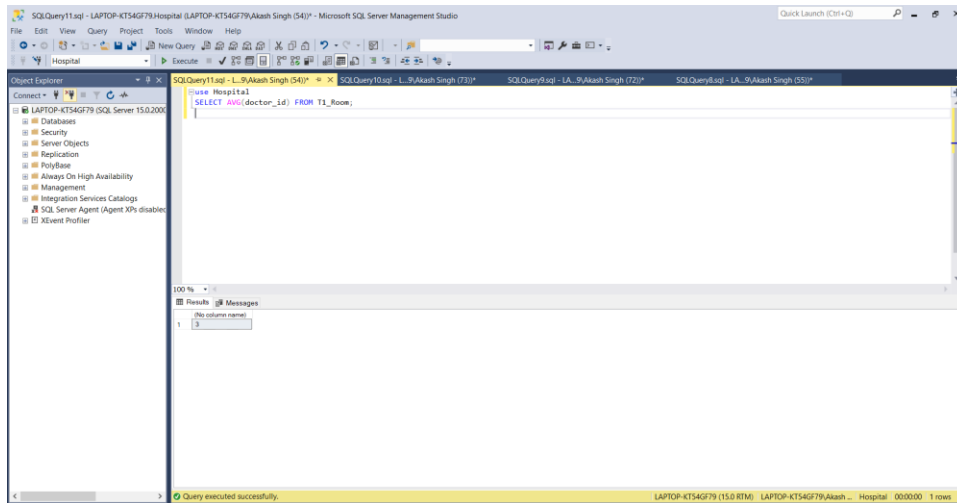 SQLQuery11.sql - LAPTOP-KT54GF79.Hospital (LAPTOP-KT54GF79\Akash Singh (54))* - Microsoft SQL Server Management Studio
Quick Launch (Ctrl+Q)
File Edit View Query Project Tools Window Help
New Query
Hospital
Execute
Object Explorer
SQLQuery11.sql - L...9\Akash Singh (54))*
SQLQuery10.sql - L...9\Akash Singh (73))*
SQLQuery9.sql - LA...9\Akash Singh (72))*
SQLQuery8.sql - LA...9\Akash Singh (55))*
Connect
LAPTOP-KT54GF79 (SQL Server 15.0.2000
Databases
Security
Server Objects
Replication
PolyBase
Always On High Availability
Management
Integration Services Catalogs
SQL Server Agent (Agent XPs disabled
XEvent Profiler
use Hospital
SELECT AVG(doctor_id) FROM T1_Room;
100 %
Results Messages
(No column name)
1 3
Query executed successfully.
LAPTOP-KT54GF79 (15.0 RTM) LAPTOP-KT54GF79\Akash ... Hospital 00:00:00 1 rows